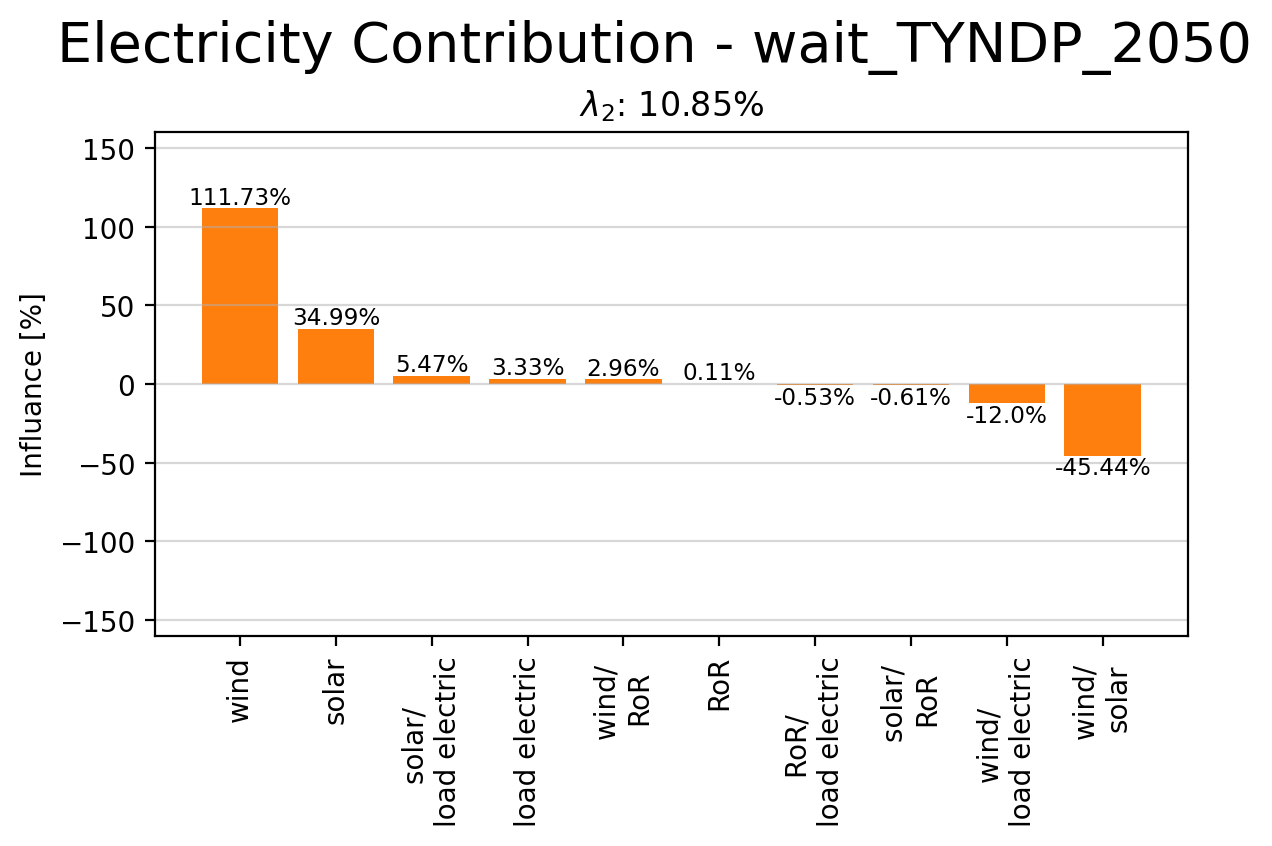 Electricity Contribution - wait_TYNDP_2050
λ₂: 10.85%
Influance [%]
150
100
50
0
−50
−100
−150
111.73%
34.99%
5.47%
3.33%
2.96%
0.11%
-0.53%
-0.61%
-12.0%
-45.44%
wind
solar
solar/
load electric
load electric
wind/
RoR
RoR
RoR/
load electric
solar/
RoR
wind/
load electric
wind/
solar